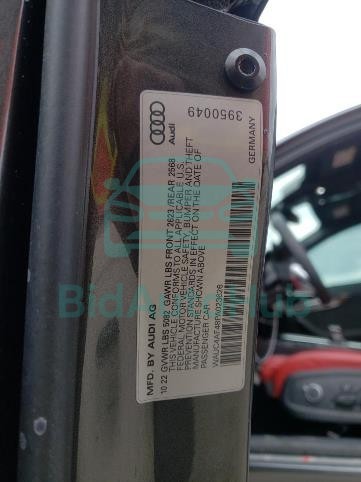 3950049
Audi
GERMANY
MFD. BY AUDI AG
10.22 GVWR LBS 5082 GAWR LBS FRONT 2623 /REAR 2568
THIS VEHICLE CONFORMS TO ALL APPLICABLE U.S.
FEDERAL MOTOR VEHICLE SAFETY, BUMPER AND THEFT
PREVENTION STANDARDS IN EFFECT ON THE DATE OF
MANUFACTURE SHOWN ABOVE
PASSENGER CAR